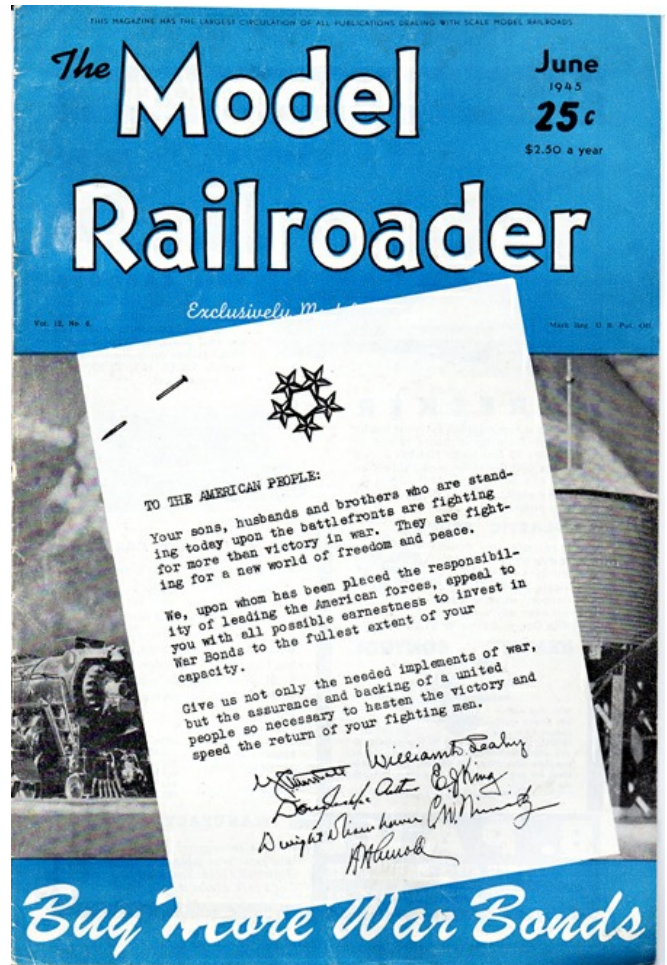 THIS MAGAZINE HAS THE LARGEST CIRCULATION OF ALL PUBLICATIONS DEALING WITH SCALE MODEL RAILROADS
The Model
Railroader
June
1945
25c
$2.50 a year
Exclusively
Vol. 12, No. 6.
Mark Reg. U. S. Pat. Off.
TO THE AMERICAN PEOPLE:
Your sons, husbands and brothers who are stand-
ing today upon the battlefronts are fighting
for more than victory in war. They are fight-
ing for a new world of freedom and peace.
We, upon whom has been placed the responsibil-
ity of leading the American forces, appeal to
you with all possible earnestness to invest in
War Bonds to the fullest extent of your
capacity.
Give us not only the needed implements of war,
but the assurance and backing of a united
people so necessary to hasten the victory and
speed the return of your fighting men.
William D. Leahy
E J King
Dwight D Eisenhower C. W. Nimitz
H H Arnold
Buy More War Bonds